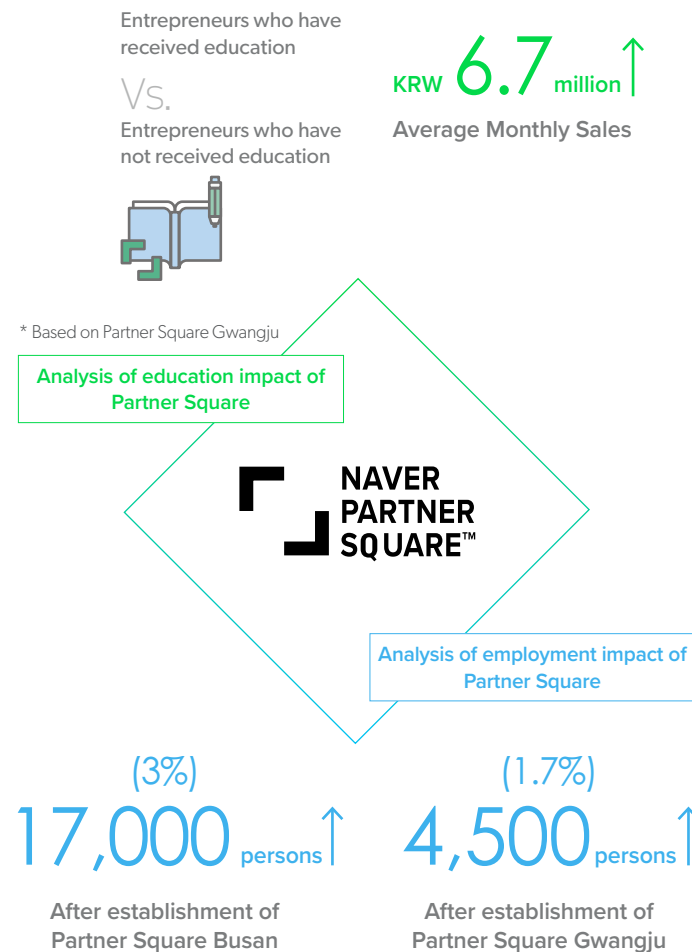 Entrepreneurs who have
received education
Vs.
Entrepreneurs who have
not received education
KRW 6.7 million
Average Monthly Sales
* Based on Partner Square Gwangju
Analysis of education impact of
Partner Square
NAVER
PARTNER
SQUARE™
Analysis of employment impact of
Partner Square
(3%)
17,000 persons
After establishment of
Partner Square Busan
(1.7%)
4,500 persons
After establishment of
Partner Square Gwangju